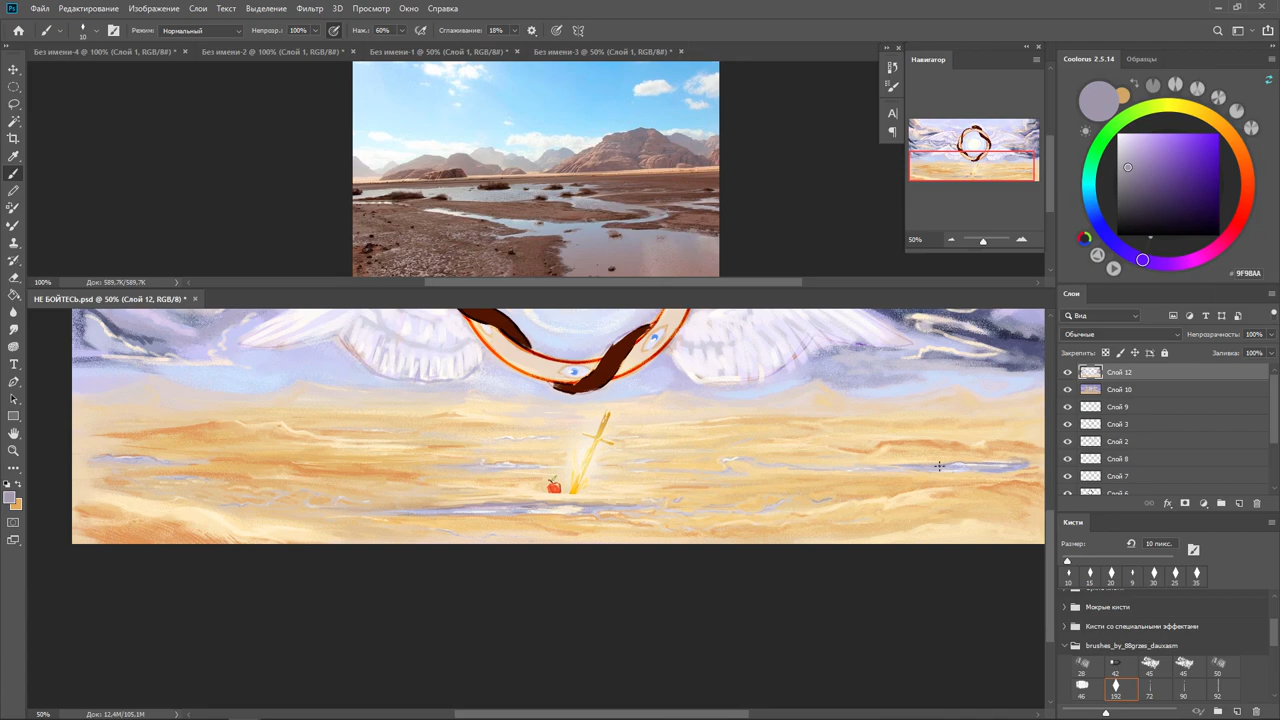 Ps Файл Редактирование Изображение Слои Текст Выделение Фильтр 3D Просмотр Окно Справка
10 Режим: Нормальный Непрозр.: 100% Наж.: 60% Сглаживание: 18%
Без имени-4 @ 100% (Слой 1, RGB/8#) * × Без имени-2 @ 100% (Слой 1, RGB/8#) * × Без имени-1 @ 50% (Слой 1, RGB/8#) * × Без имени-3 @ 50% (Слой 1, RGB/8#) * ×
Навигатор
50%
Coolorus 2.5.14 Образцы
# 9F98AA
100% Док: 589,7K/589,7K
НЕ БОЙТЕСЬ.psd @ 50% (Слой 12, RGB/8) * ×
Слои
Вид
Обычные Непрозрачность: 100%
Закрепить: Заливка: 100%
Слой 12
Слой 10
Слой 9
Слой 3
Слой 2
Слой 8
Слой 7
Кисти
Размер: 10 пикс.
10 15 20 9 30 25 35
Мокрые кисти
Кисти со специальными эффектами
brushes_by_88grzes_dauxasm
28 42 45 45 50
46 192 72 90 92
50% Док: 12,4M/105,1M